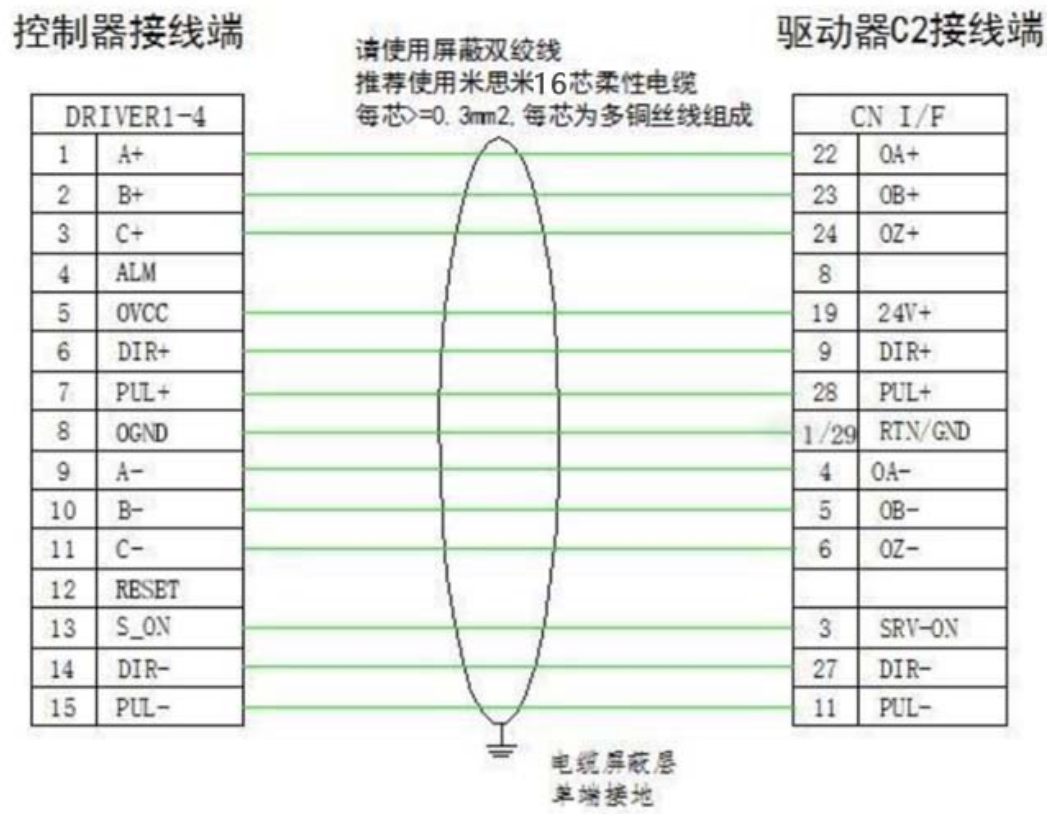 控制器接线端
驱动器C2接线端
请使用屏蔽双绞线
推荐使用米思米16芯柔性电缆
每芯>=0.3mm2,每芯为多铜丝线组成
DRIVER1-4
CN I/F
1 A+ 22 OA+
2 B+ 23 OB+
3 C+ 24 OZ+
4 ALM 8
5 OVCC 19 24V+
6 DIR+ 9 DIR+
7 PUL+ 28 PUL+
8 OGND 1/29 RTN/GND
9 A- 4 OA-
10 B- 5 OB-
11 C- 6 OZ-
12 RESET
13 S_ON 3 SRV-ON
14 DIR- 27 DIR-
15 PUL- 11 PUL-
电缆屏蔽层
单端接地